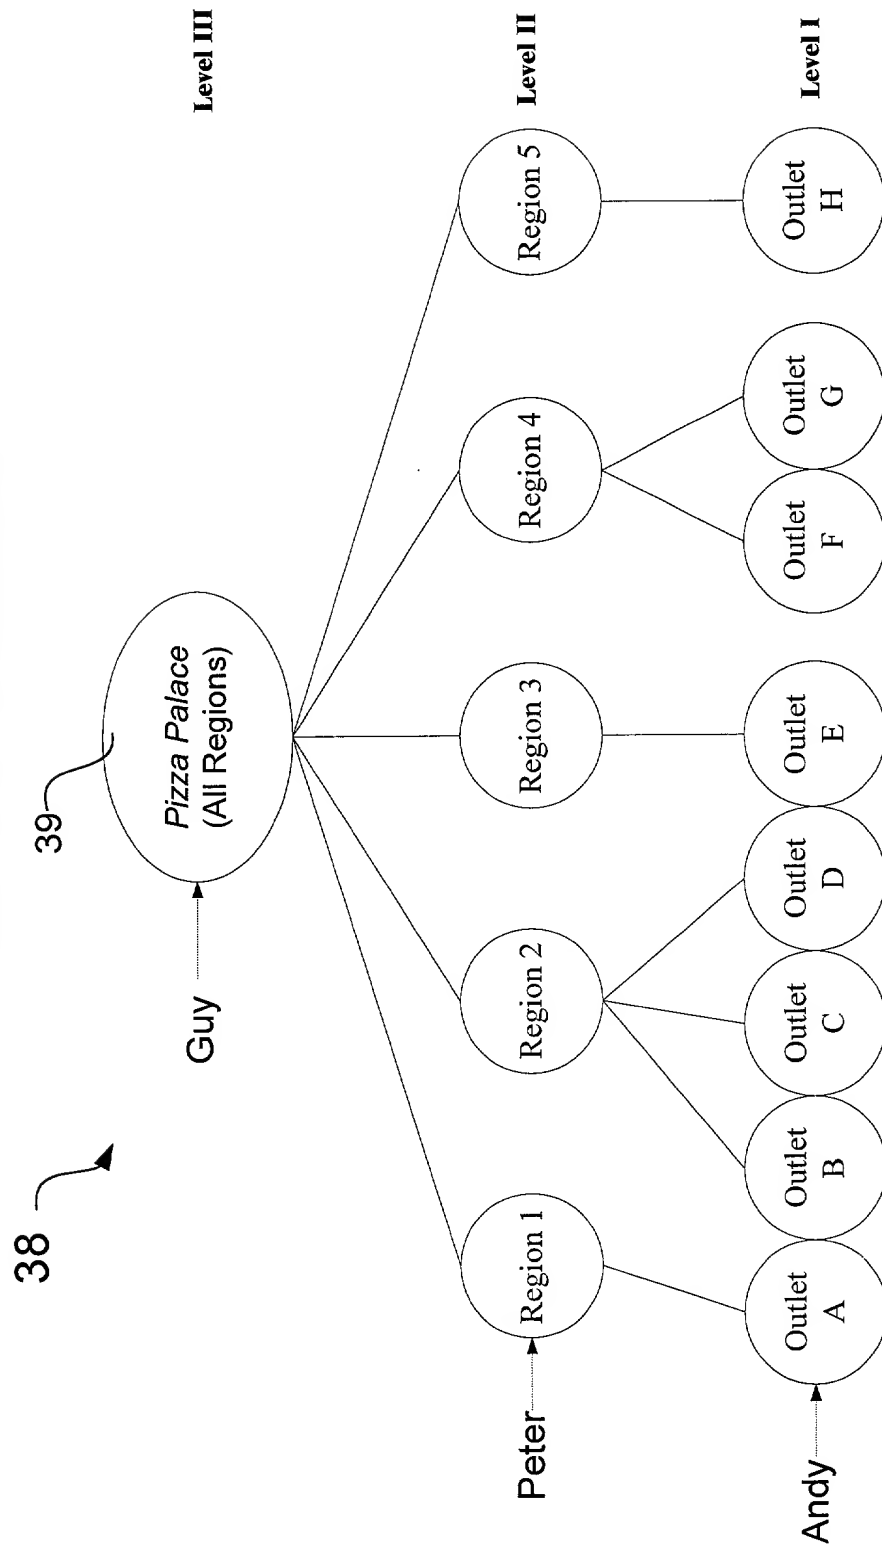 38
39
Guy
Pizza Palace
(All Regions)
Level III
Peter
Region 1
Region 2
Region 3
Region 4
Region 5
Level II
Andy
Outlet
A
Outlet
B
Outlet
C
Outlet
D
Outlet
E
Outlet
F
Outlet
G
Outlet
H
Level I